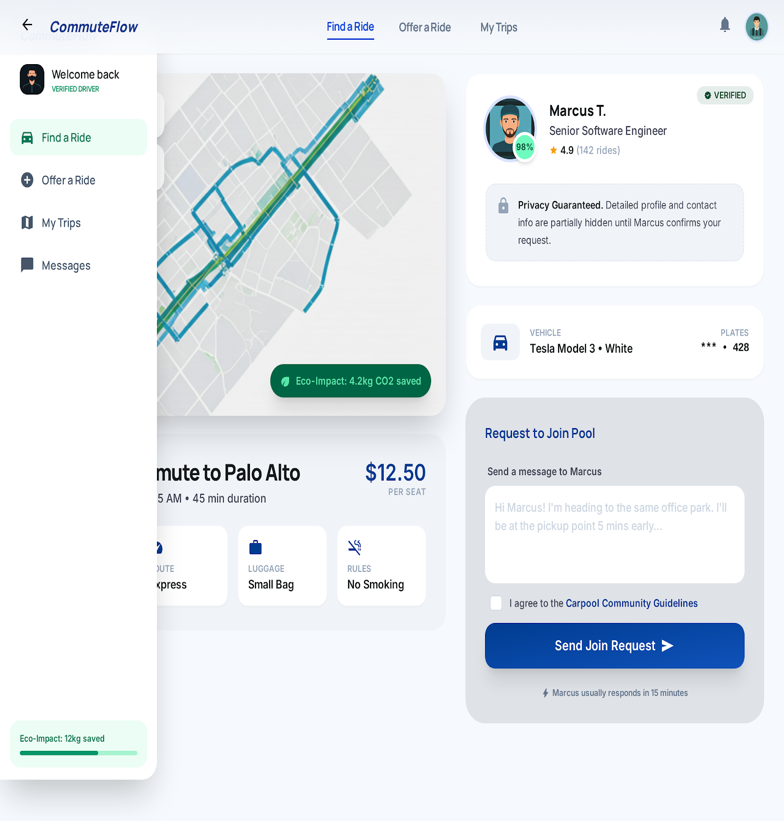 CommuteFlow
Find a Ride
Offer a Ride
My Trips
Welcome back
VERIFIED DRIVER
Find a Ride
Offer a Ride
My Trips
Messages
Eco-Impact: 12kg saved
Eco-Impact: 4.2kg CO2 saved
mute to Palo Alto
5 AM • 45 min duration
$12.50
PER SEAT
OUTE
xpress
LUGGAGE
Small Bag
RULES
No Smoking
VERIFIED
98%
Marcus T.
Senior Software Engineer
★ 4.9 (142 rides)
Privacy Guaranteed. Detailed profile and contact
info are partially hidden until Marcus confirms your
request.
VEHICLE
Tesla Model 3 • White
PLATES
*** • 428
Request to Join Pool
Send a message to Marcus
Hi Marcus! I'm heading to the same office park. I'll
be at the pickup point 5 mins early...
I agree to the Carpool Community Guidelines
Send Join Request
Marcus usually responds in 15 minutes